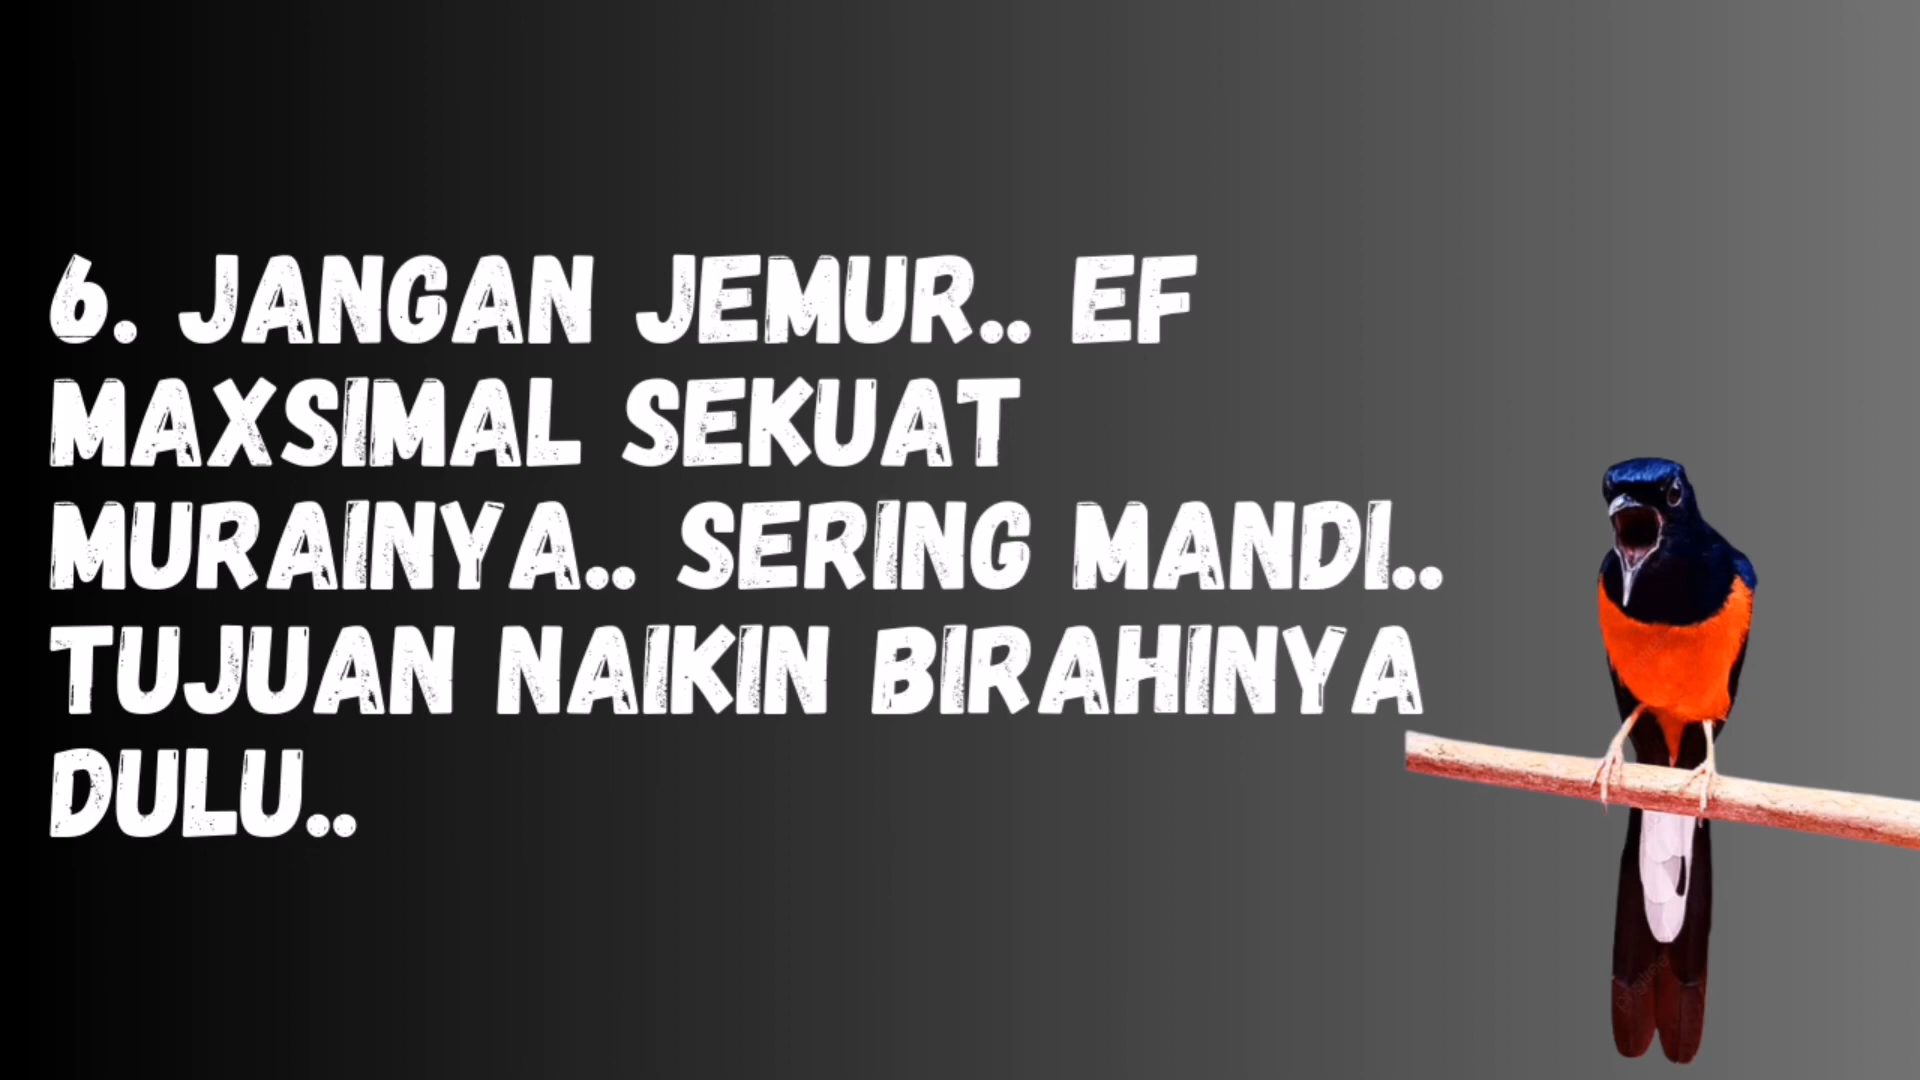 6. JANGAN JEMUR.. EF
MAXSIMAL SEKUAT
MURAINYA.. SERING MANDI..
TUJUAN NAIKIN BIRAHINYA
DULU..